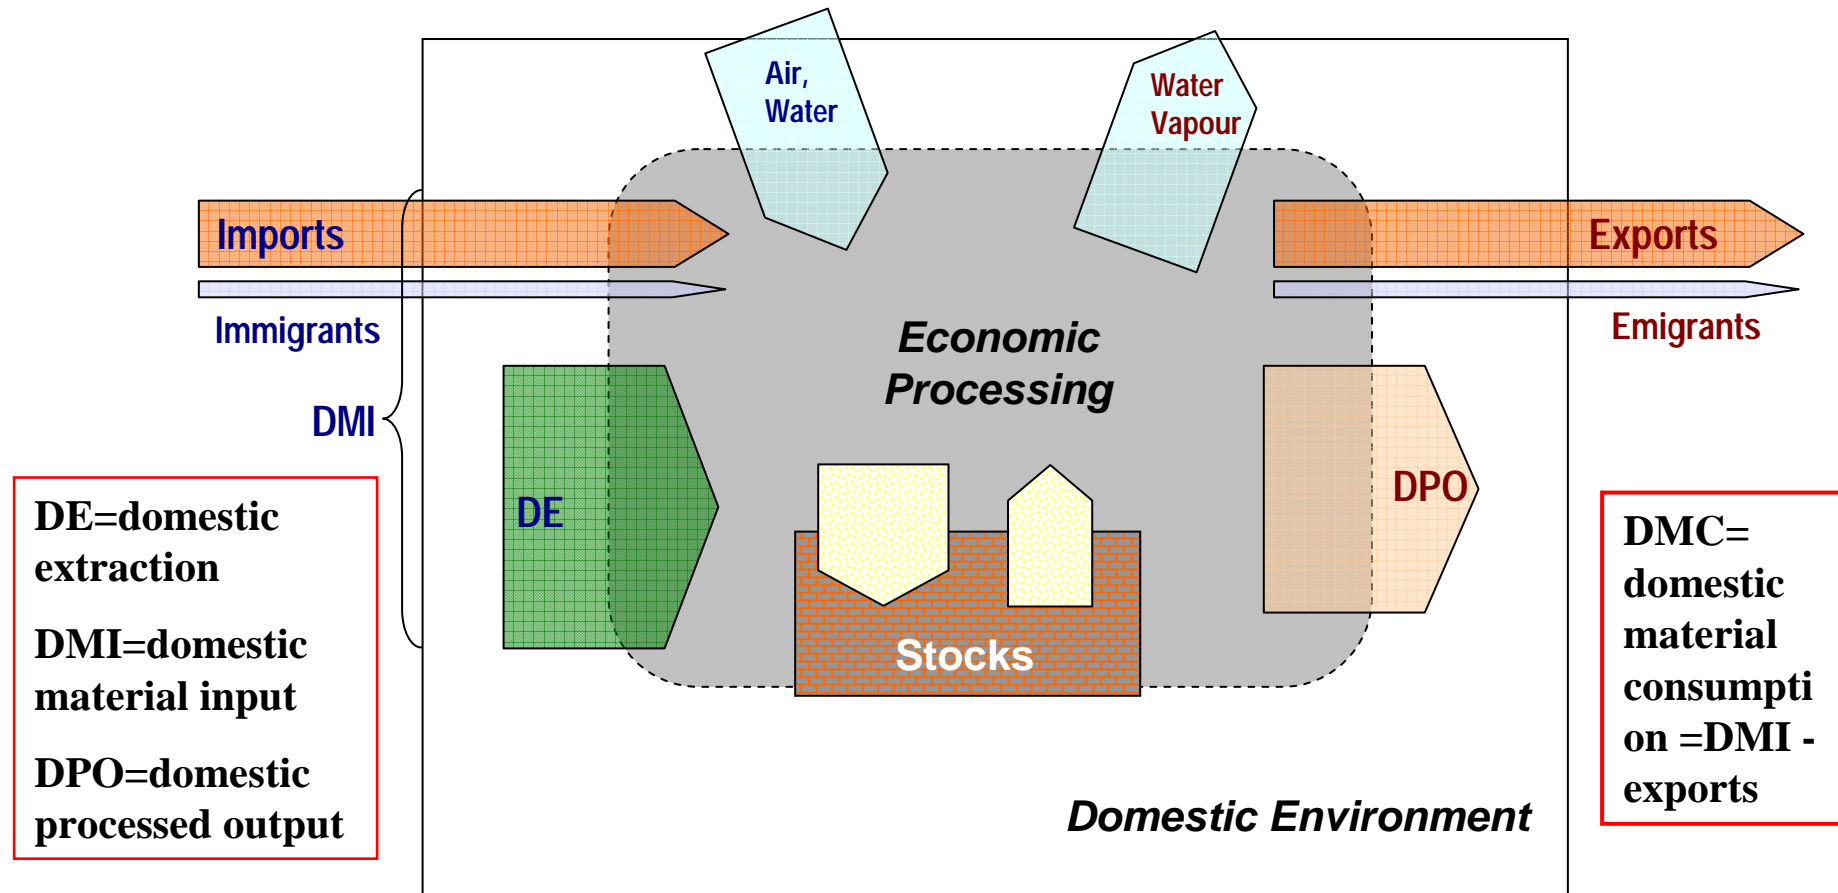 Air,
Water
Water
Vapour
Imports
Exports
Immigrants
Emigrants
Economic
Processing
DMI
DE
DPO
Stocks
DE=domestic
extraction
DMI=domestic
material input
DPO=domestic
processed output
DMC=
domestic
material
consumpti
on =DMI -
exports
Domestic Environment